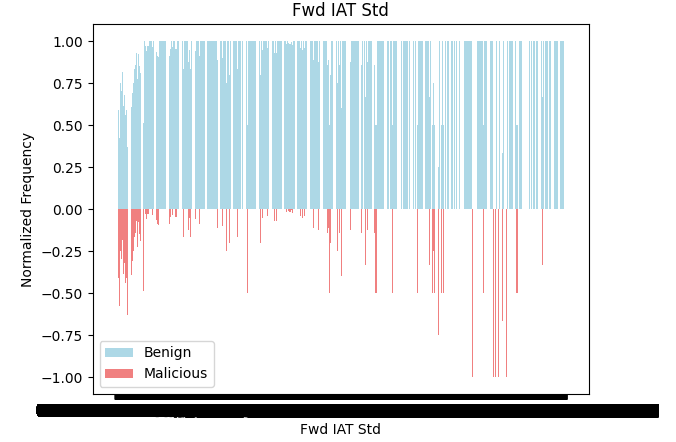 Fwd IAT Std
Normalized Frequency
1.00
0.75
0.50
0.25
0.00
−0.25
−0.50
−0.75
−1.00
Benign
Malicious
Fwd IAT Std